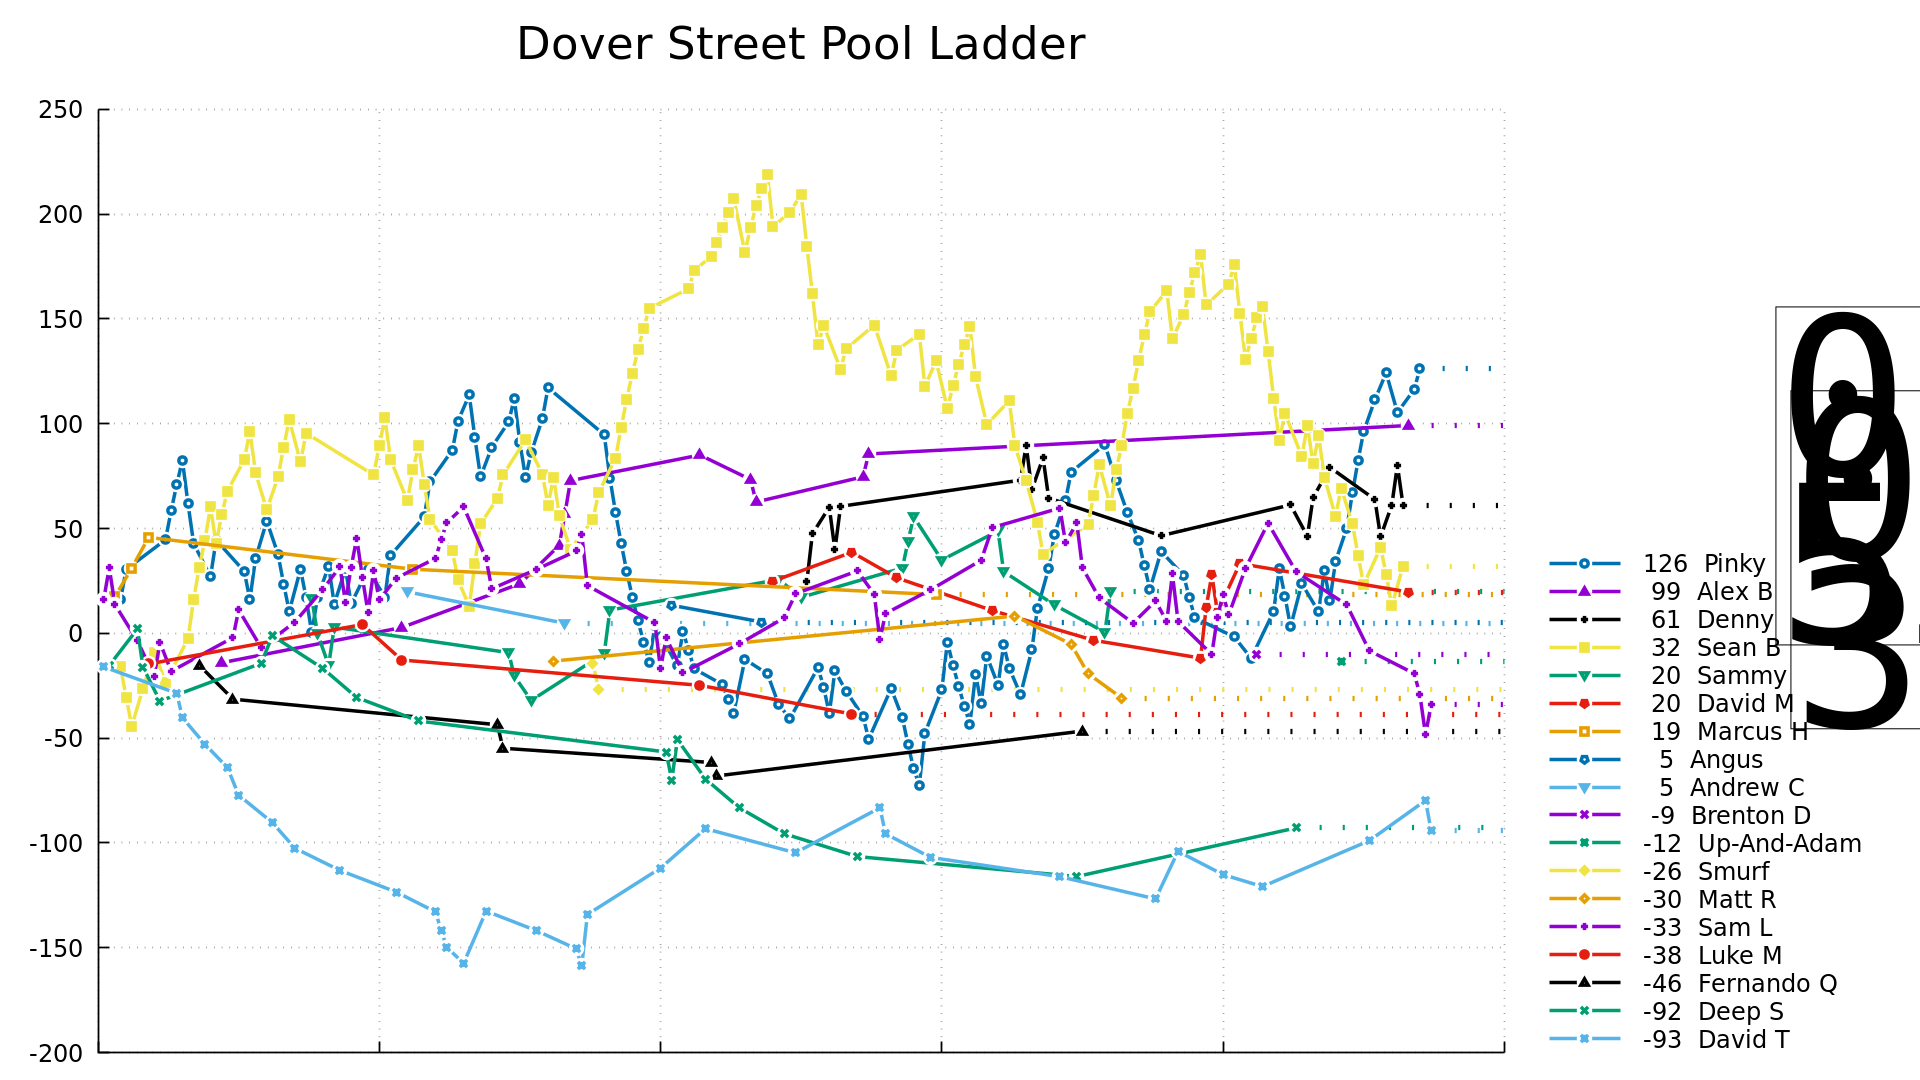 Dover Street Pool Ladder
250
200
150
100
50
0
-50
-100
-150
-200
126 Pinky
99 Alex B
61 Denny
32 Sean B
20 Sammy
20 David M
19 Marcus H
5 Angus
5 Andrew C
-9 Brenton D
-12 Up-And-Adam
-26 Smurf
-30 Matt R
-33 Sam L
-38 Luke M
-46 Fernando Q
-92 Deep S
-93 David T